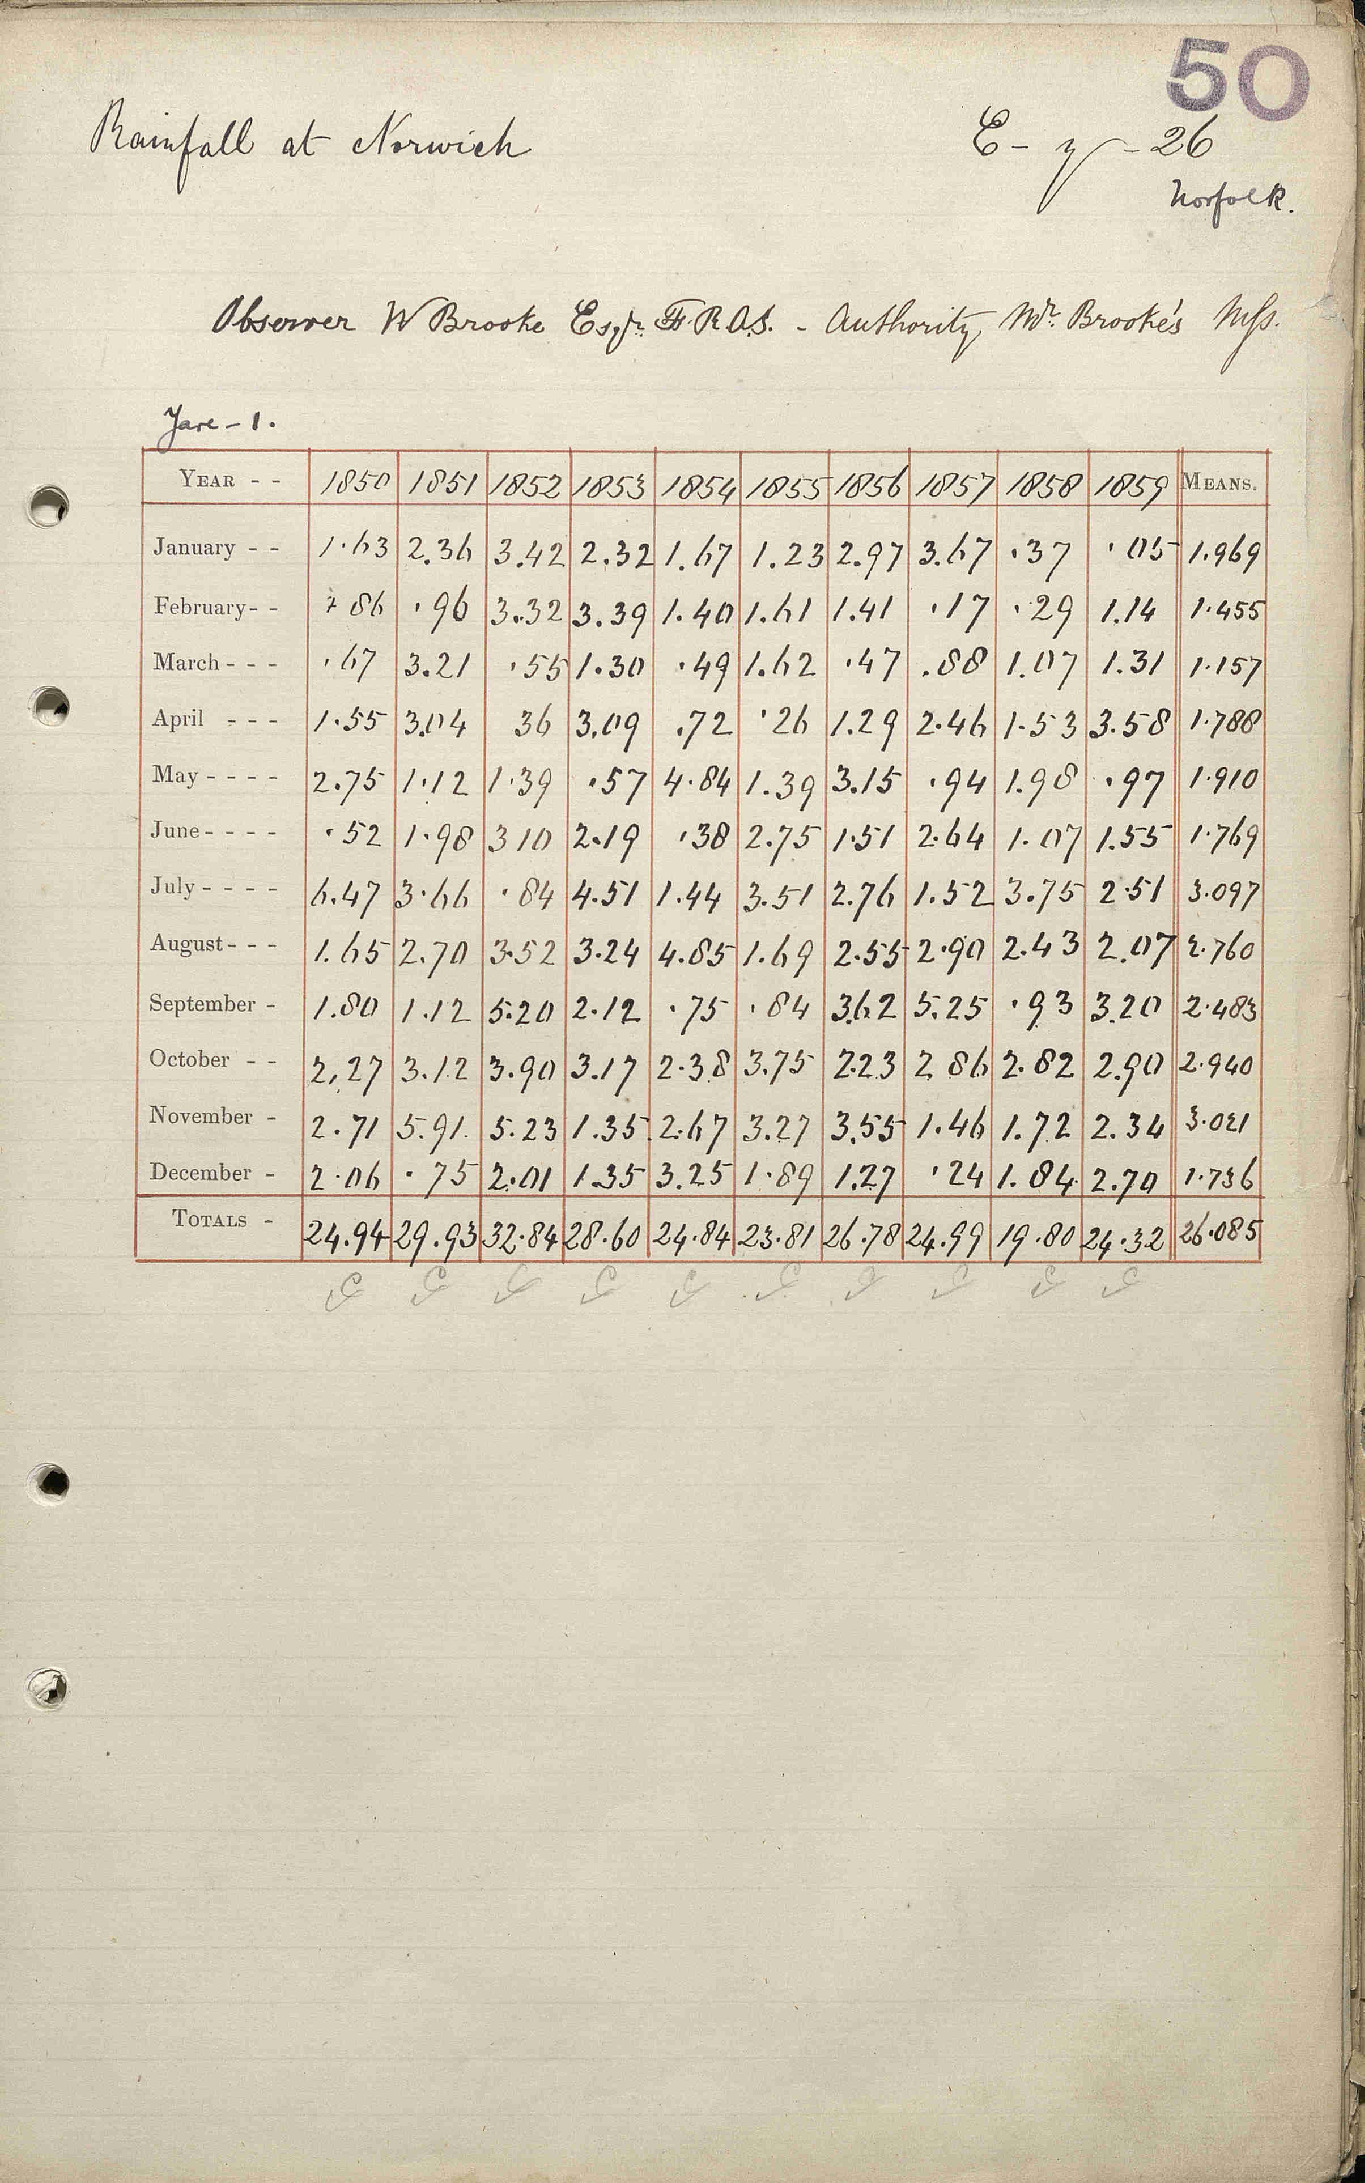 50
Rainfall at Norwich E - y - 26
Norfolk.
Observer W Brooke Esqr. F.R.A.S. - Authority Mr. Brooke's Mss.
Yare - 1.
YEAR - - 1850 1851 1852 1853 1854 1855 1856 1857 1858 1859 MEANS.
January - - 1.63 2.36 3.42 2.32 1.67 1.23 2.97 3.67 .37 .05 1.969
February - - .86 .96 3.32 3.39 1.40 1.61 1.41 .17 .29 1.14 1.455
March - - - .67 3.21 .55 1.30 .49 1.62 .47 .88 1.07 1.31 1.157
April - - - 1.55 3.04 36 3.09 .72 .26 1.29 2.46 1.53 3.58 1.788
May - - - - 2.75 1.12 1.39 .57 4.84 1.39 3.15 .94 1.98 .97 1.910
June - - - - .52 1.98 3 10 2.19 .38 2.75 1.51 2.64 1.07 1.55 1.769
July - - - - 6.47 3.66 .84 4.51 1.44 3.51 2.76 1.52 3.75 2.51 3.097
August - - - 1.65 2.70 3.52 3.24 4.85 1.69 2.55 2.90 2.43 2.07 2.760
September - 1.80 1.12 5.20 2.12 .75 .84 3.62 5.25 .93 3.20 2.483
October - - 2.27 3.12 3.90 3.17 2.38 3.75 2.23 2 86 2.82 2.90 2.940
November - 2.71 5.91 5.23 1.35 2.67 3.27 3.55 1.46 1.72 2.34 3.021
December - 2.06 .75 2.01 1.35 3.25 1.89 1.27 .24 1.84 2.70 1.736
TOTALS - 24.94 29.93 32.84 28.60 24.84 23.81 26.78 24.99 19.80 24.32 26.085